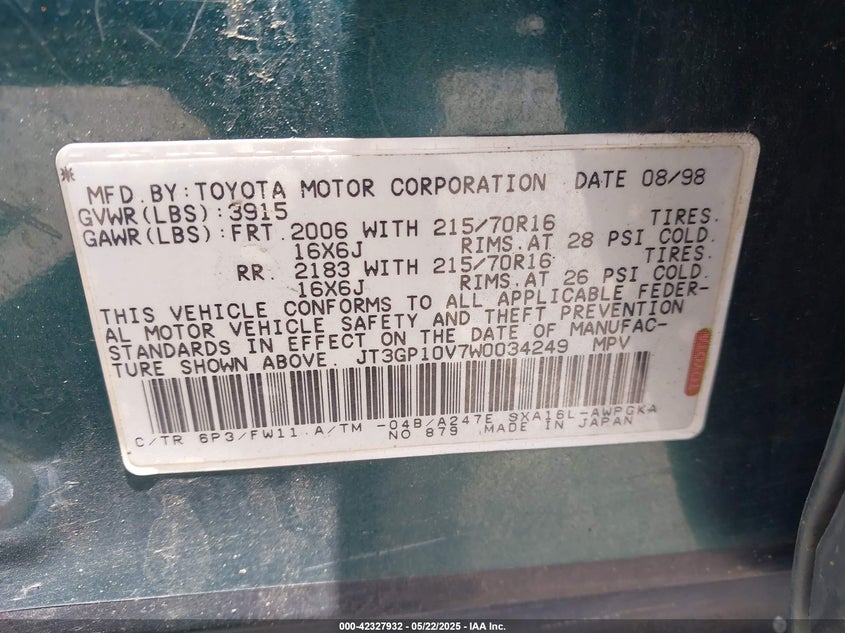 * MFD.BY:TOYOTA MOTOR CORPORATION DATE 08/98
GVWR(LBS):3915
GAWR(LBS):FRT.2006 WITH 215/70R16 TIRES.
16X6J RIMS.AT 28 PSI COLD.
RR. 2183 WITH 215/70R16 TIRES.
16X6J RIMS.AT 26 PSI COLD.
THIS VEHICLE CONFORMS TO ALL APPLICABLE FEDER-
AL MOTOR VEHICLE SAFETY AND THEFT PREVENTION
STANDARDS IN EFFECT ON THE DATE OF MANUFAC-
TURE SHOWN ABOVE. JT3GP10V7W0034249 MPV
TOYOTA
C/TR 6P3/FW11 A/TM -04B/A247E SXA16L-AWPGKA
NO 879 MADE IN JAPAN
000-42327932 - 05/22/2025 - IAA Inc.